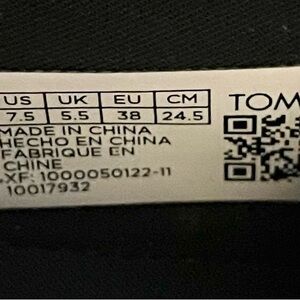 US UK EU CM TOM
7.5 5.5 38 24.5
MADE IN CHINA
HECHO EN CHINA
FABRIQUE EN
CHINE
XF: 1000050122-11
10017932